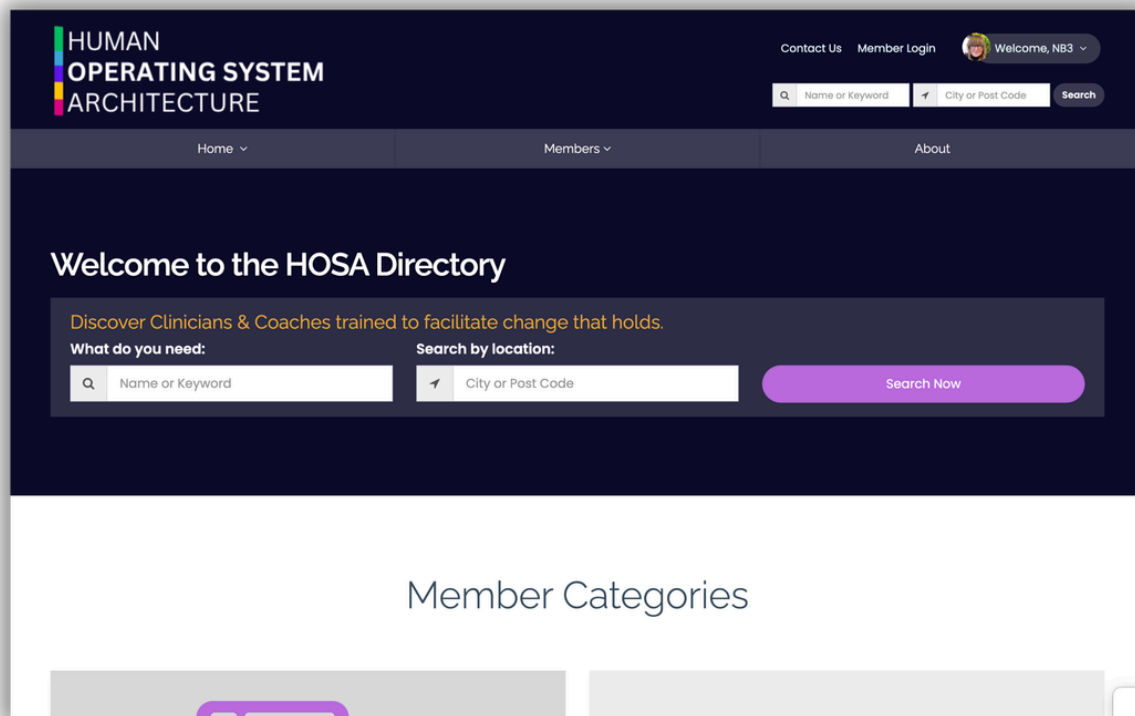 HUMAN
OPERATING SYSTEM
ARCHITECTURE
Contact Us Member Login Welcome, NB3
Name or Keyword City or Post Code Search
Home Members About
Welcome to the HOSA Directory
Discover Clinicians & Coaches trained to facilitate change that holds.
What do you need: Search by location:
Name or Keyword City or Post Code Search Now
Member Categories